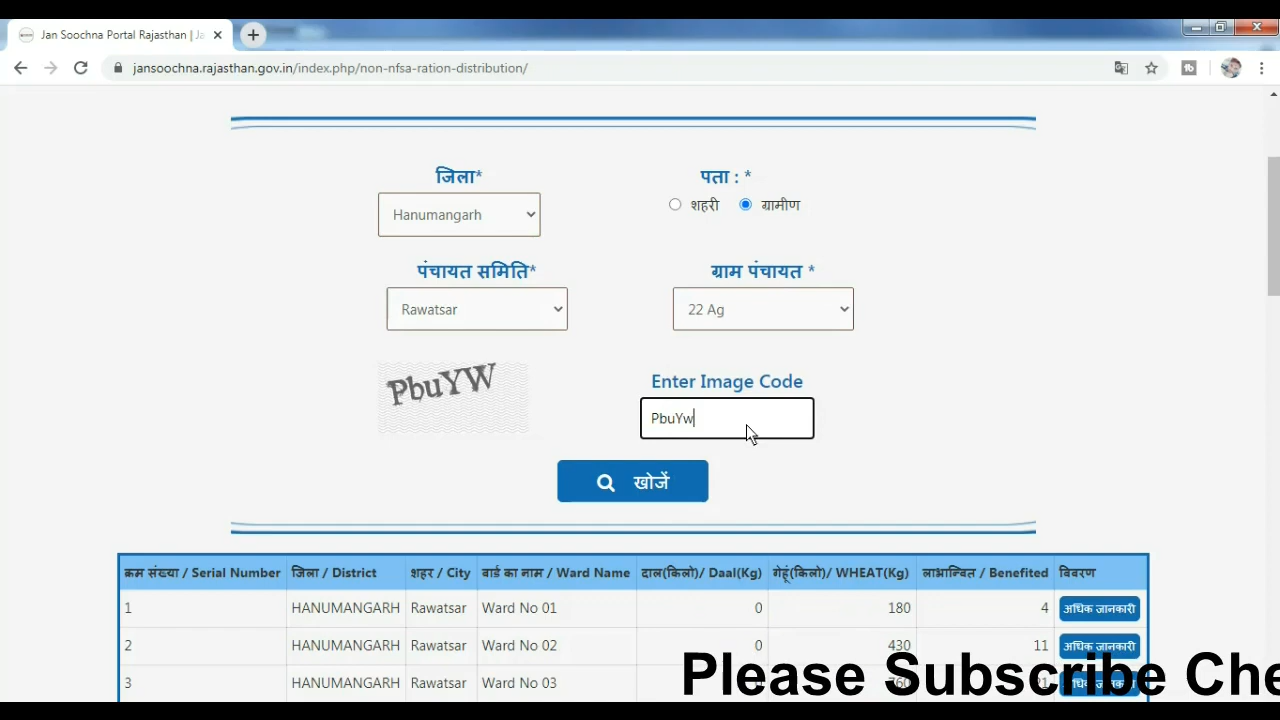 Jan Soochna Portal Rajasthan | Ja
jansoochna.rajasthan.gov.in/index.php/non-nfsa-ration-distribution/
जिला* पता : *
Hanumangarh शहरी ग्रामीण
पंचायत समिति* ग्राम पंचायत *
Rawatsar 22 Ag
PbuYW Enter Image Code
PbuYw
खोजें
क्रम संख्या / Serial Number जिला / District शहर / City वार्ड का नाम / Ward Name दाल(किलो)/ Daal(Kg) गेहूं(किलो)/ WHEAT(Kg) लाभान्वित / Benefited विवरण
1 HANUMANGARH Rawatsar Ward No 01 0 180 4 अधिक जानकारी
2 HANUMANGARH Rawatsar Ward No 02 0 430 11 अधिक जानकारी
3 HANUMANGARH Rawatsar Ward No 03
Please Subscribe Che